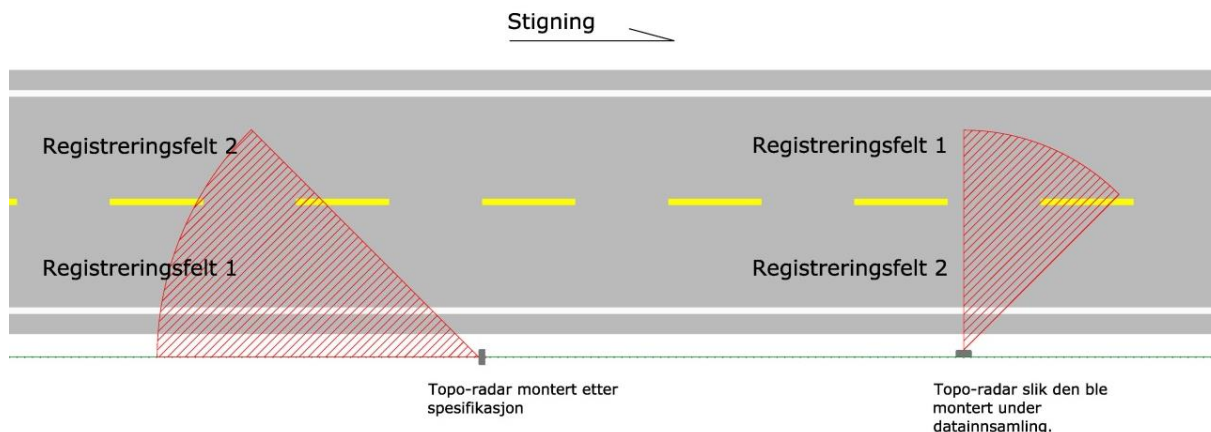 Stigning
Registreringsfelt 2
Registreringsfelt 1
Registreringsfelt 1
Registreringsfelt 2
Topo-radar montert etter
spesifikasjon
Topo-radar slik den ble
montert under
datainnsamling.